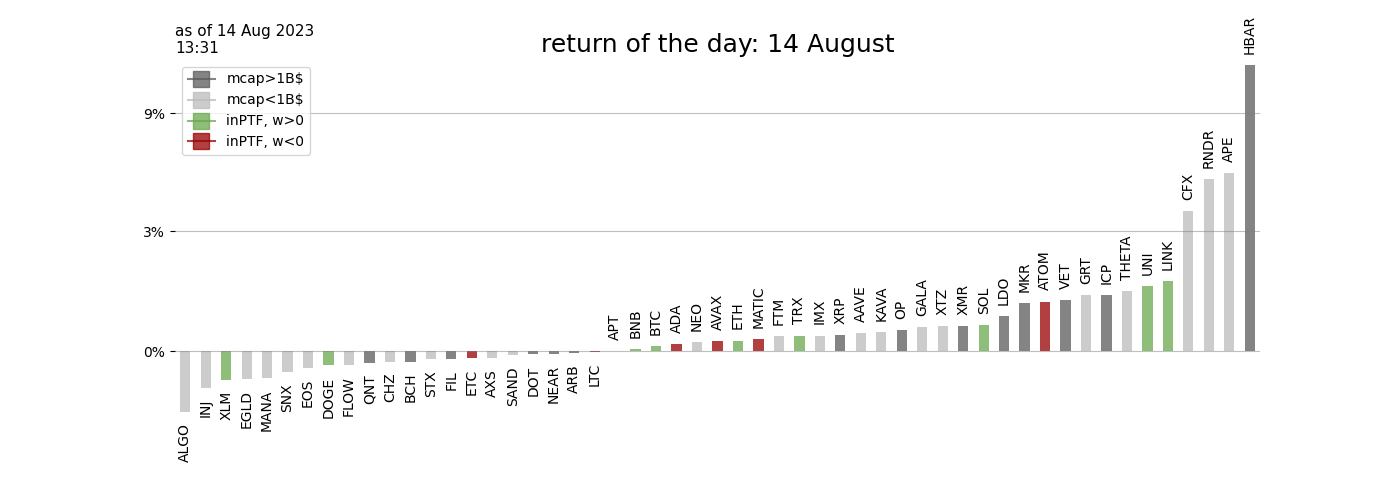 as of 14 Aug 2023
13:31
return of the day: 14 August
mcap>1B$
mcap<1B$
inPTF, w>0
inPTF, w<0
9%
3%
0%
ALGO
INJ
XLM
EGLD
MANA
SNX
EOS
DOGE
FLOW
QNT
CHZ
BCH
STX
FIL
ETC
AXS
SAND
DOT
NEAR
ARB
LTC
APT
BNB
BTC
ADA
NEO
AVAX
ETH
MATIC
FTM
TRX
IMX
XRP
AAVE
KAVA
OP
GALA
XTZ
XMR
SOL
LDO
MKR
ATOM
VET
GRT
ICP
THETA
UNI
LINK
CFX
RNDR
APE
HBAR